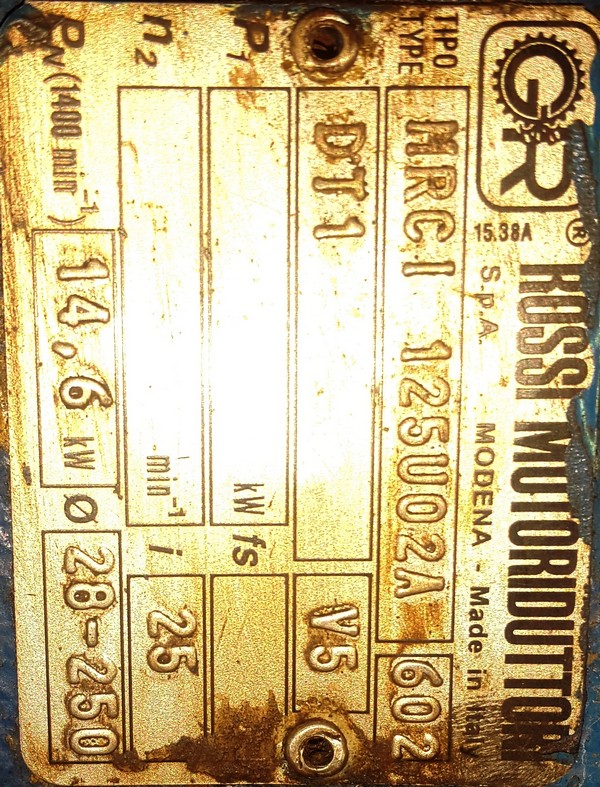 GR ® ROSSI MOTORIDUTTORI
15.38A S.p.A. MODENA - Made in Italy
TIPO
TYPE MRCI 125U02A 602
DT1 V5
P1 kW fs
n2 min-1 i 25
PN (1400 min-1) 14,6 kW Ø 28-250